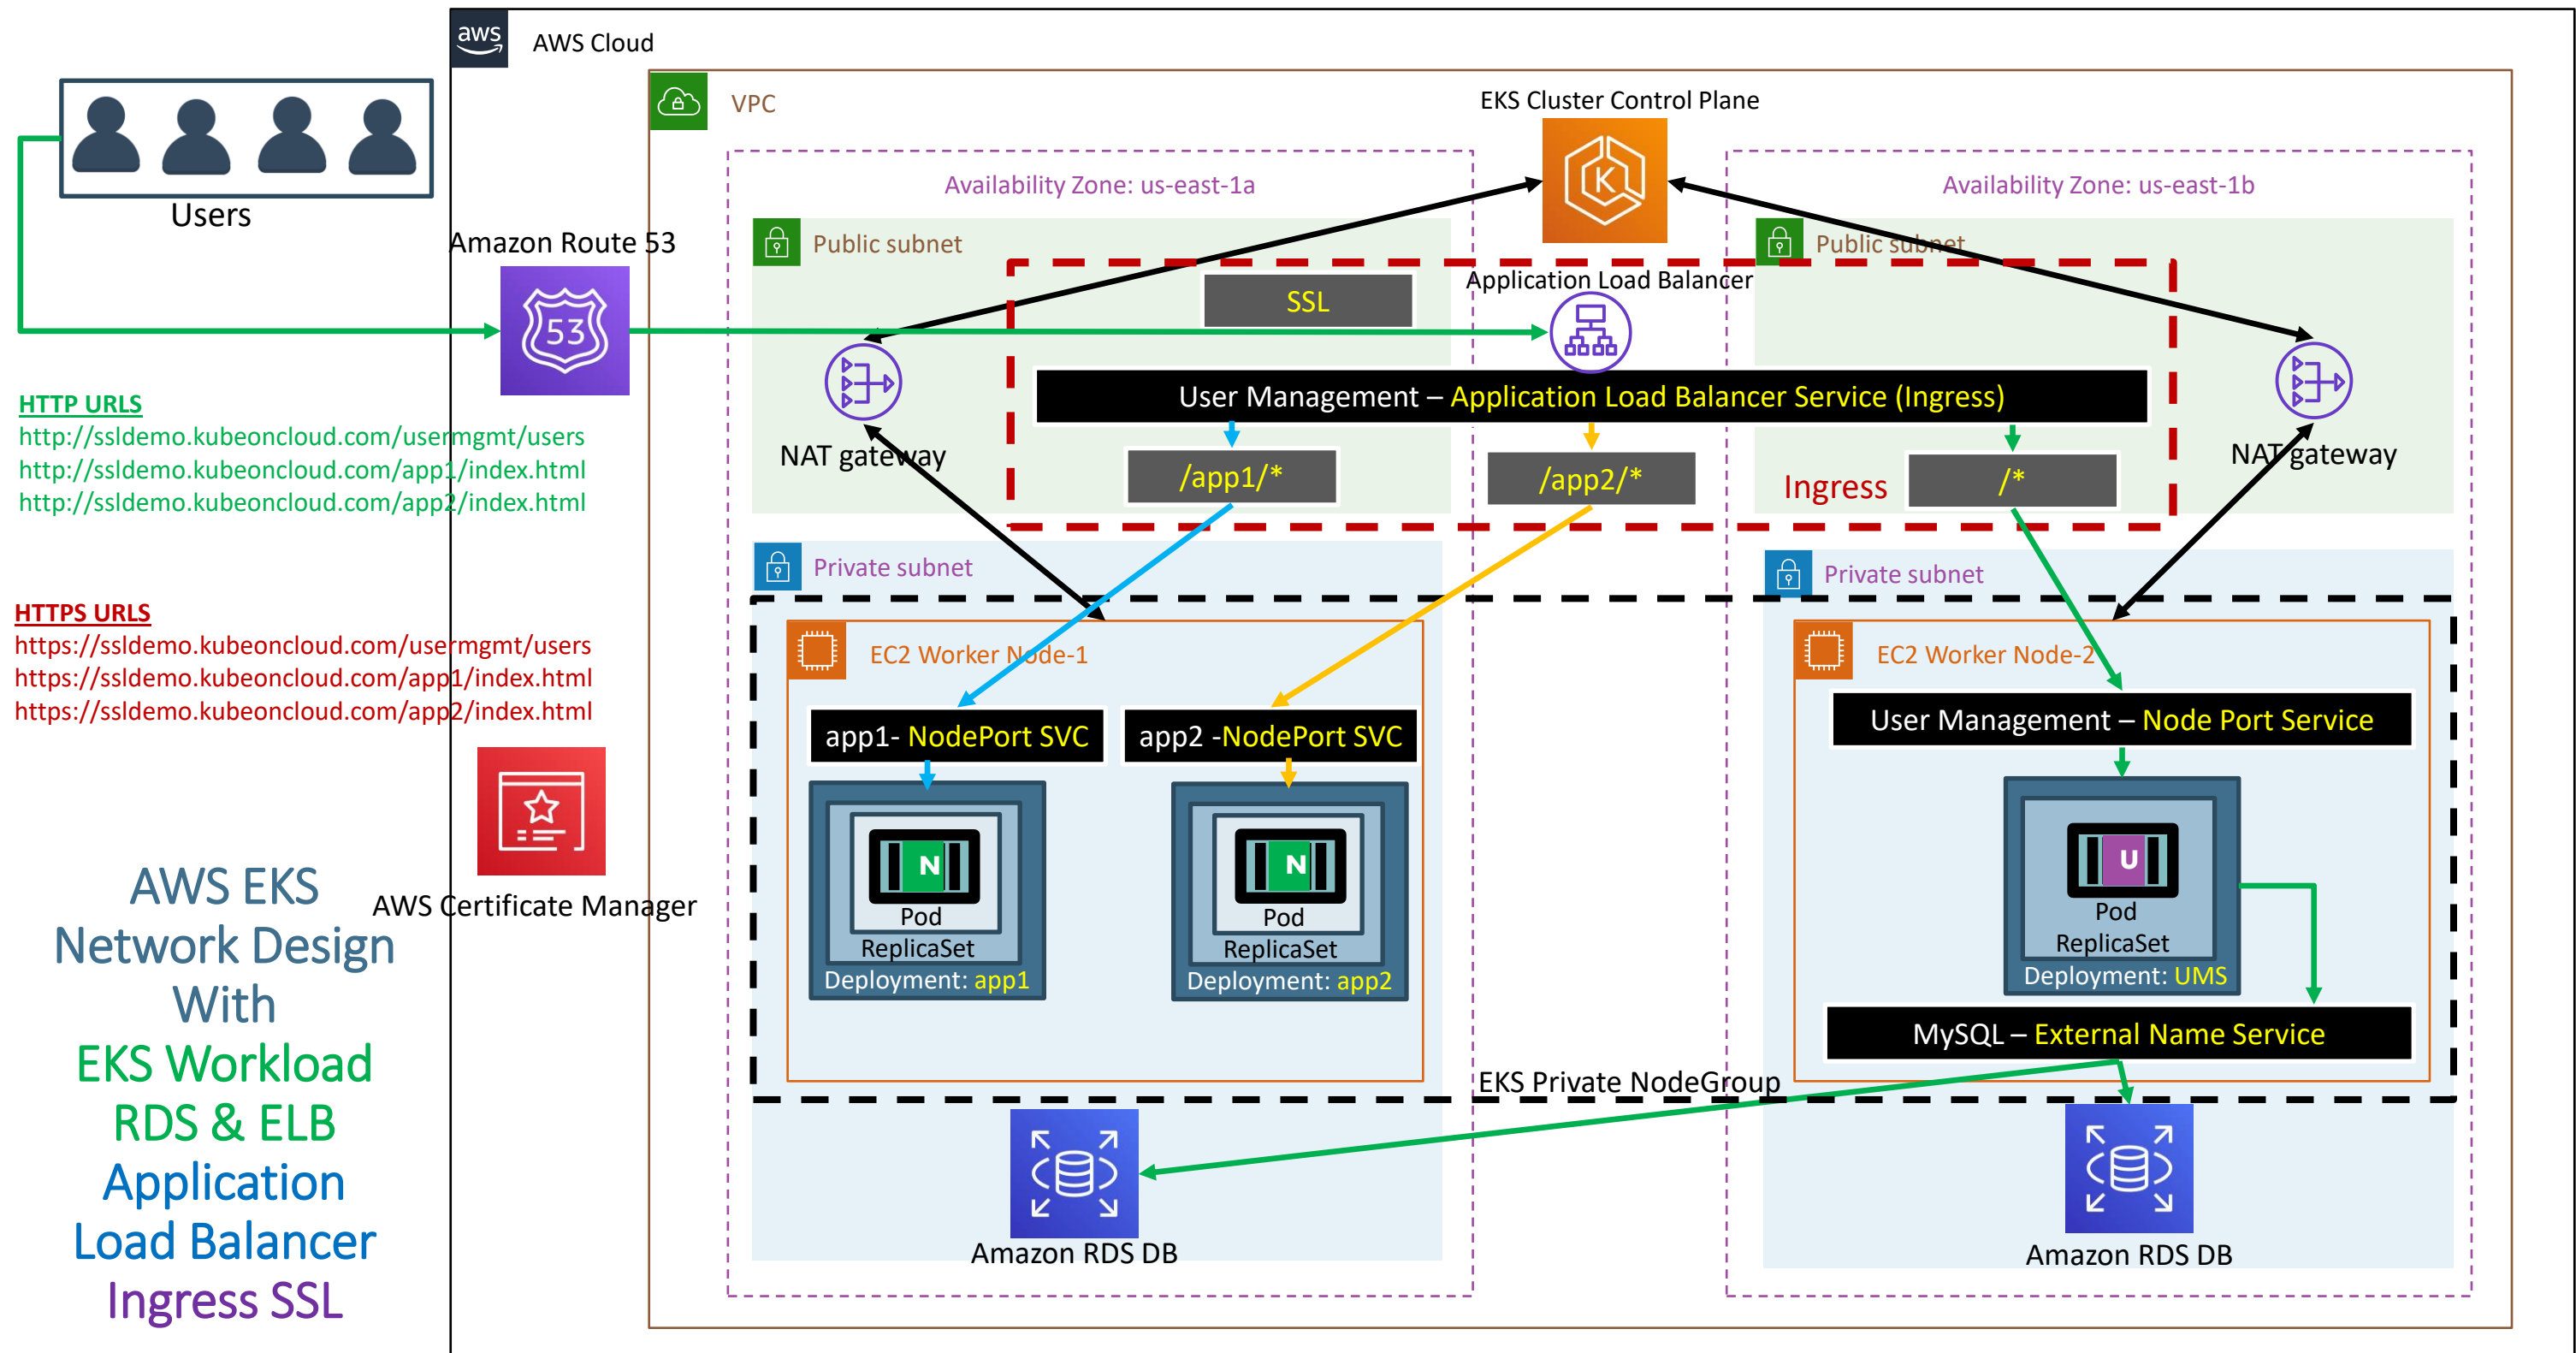 aws
AWS Cloud
VPC
EKS Cluster Control Plane
Availability Zone: us-east-1a
Availability Zone: us-east-1b
Users
Amazon Route 53
53
Public subnet
Public subnet
Application Load Balancer
SSL
K
User Management – Application Load Balancer Service (Ingress)
NAT gateway
NAT gateway
/app1/*
/app2/*
Ingress
/*
HTTP URLS
http://ssldemo.kubeoncloud.com/usermgmt/users
http://ssldemo.kubeoncloud.com/app1/index.html
http://ssldemo.kubeoncloud.com/app2/index.html
HTTPS URLS
https://ssldemo.kubeoncloud.com/usermgmt/users
https://ssldemo.kubeoncloud.com/app1/index.html
https://ssldemo.kubeoncloud.com/app2/index.html
Private subnet
Private subnet
EC2 Worker Node-1
EC2 Worker Node-2
app1- NodePort SVC
app2 -NodePort SVC
User Management – Node Port Service
N
Pod
ReplicaSet
Deployment: app1
N
Pod
ReplicaSet
Deployment: app2
U
Pod
ReplicaSet
Deployment: UMS
MySQL – External Name Service
EKS Private NodeGroup
Amazon RDS DB
Amazon RDS DB
AWS Certificate Manager
AWS EKS
Network Design
With
EKS Workload
RDS & ELB
Application
Load Balancer
Ingress SSL